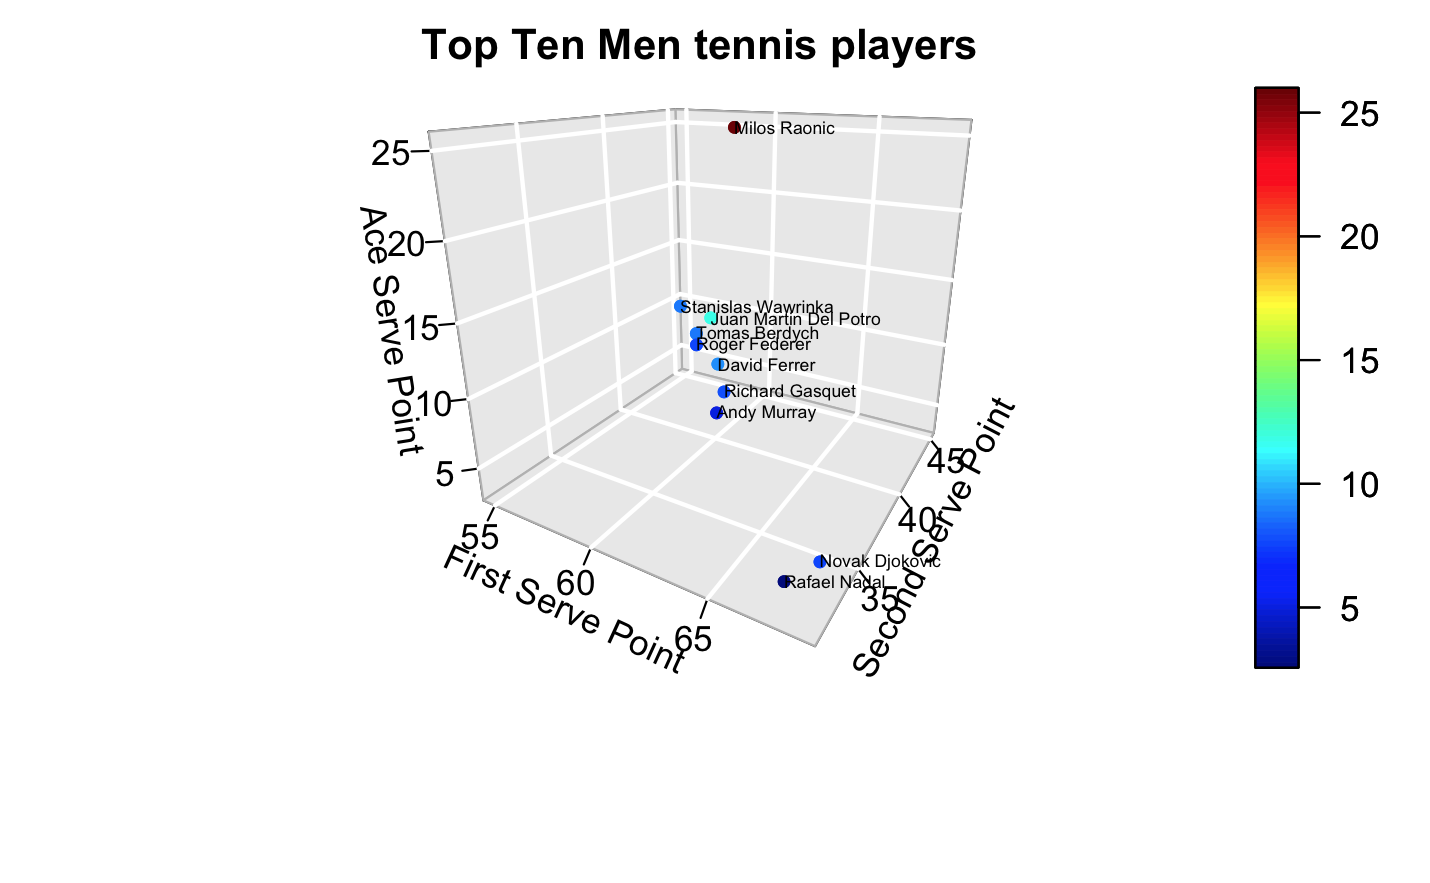 Top Ten Men tennis players
25
20
15
10
5
Ace Serve Point
Milos Raonic
Stanislas Wawrinka
Juan Martin Del Potro
Tomas Berdych
Roger Federer
David Ferrer
Richard Gasquet
Andy Murray
Novak Djokovic
Rafael Nadal
55
60
65
First Serve Point
45
40
35
Second Serve Point
25
20
15
10
5